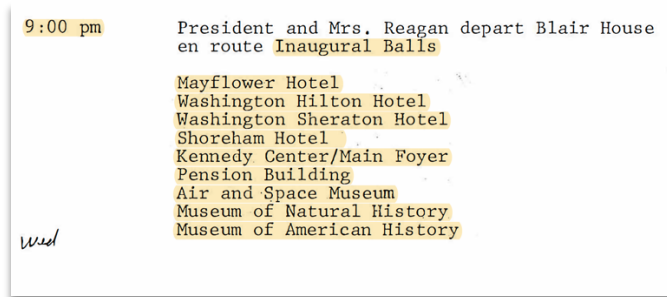 9:00 pm President and Mrs. Reagan depart Blair House
en route Inaugural Balls
Mayflower Hotel
Washington Hilton Hotel
Washington Sheraton Hotel
Shoreham Hotel
Kennedy Center/Main Foyer
Pension Building
Air and Space Museum
Museum of Natural History
Museum of American History
Wed